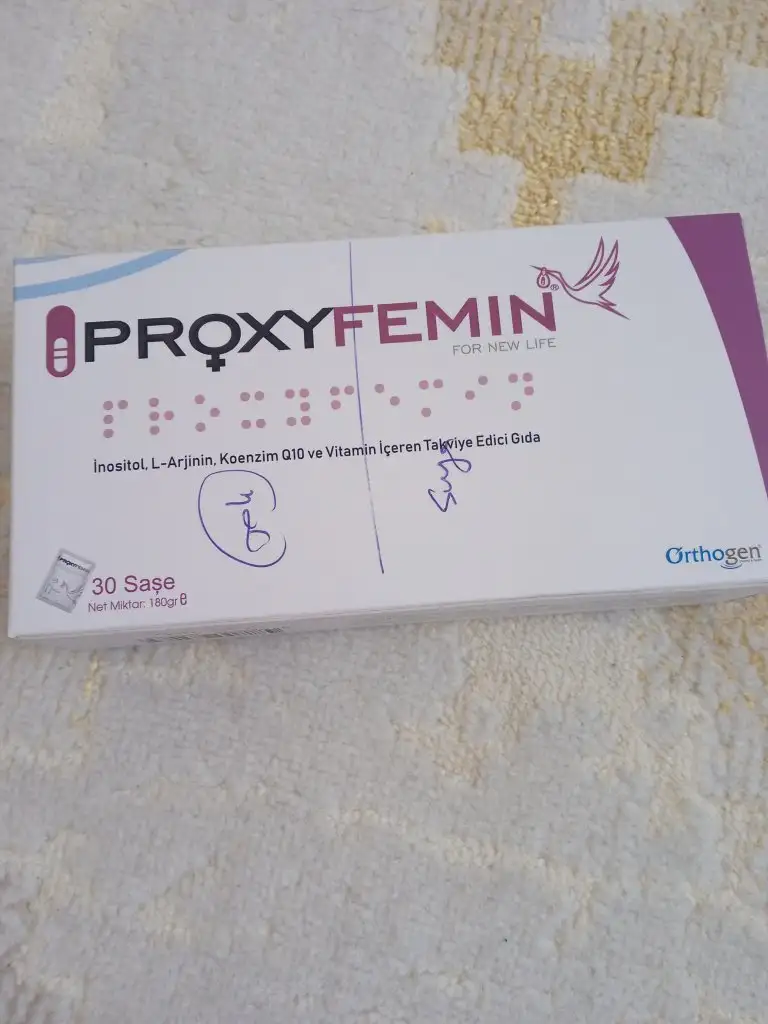 PROXYFEMIN
®
FOR NEW LIFE
İnositol, L-Arjinin, Koenzim Q10 ve Vitamin İçeren Takviye Edici Gıda
30 Saşe
Net Miktar: 180gr ℮
Orthogen®